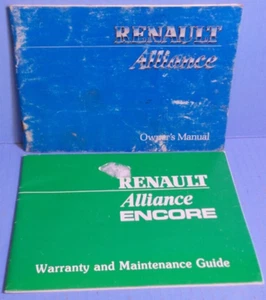 RENAULT
Alliance
Owner's Manual
RENAULT
Alliance
ENCORE
Warranty and Maintenance Guide